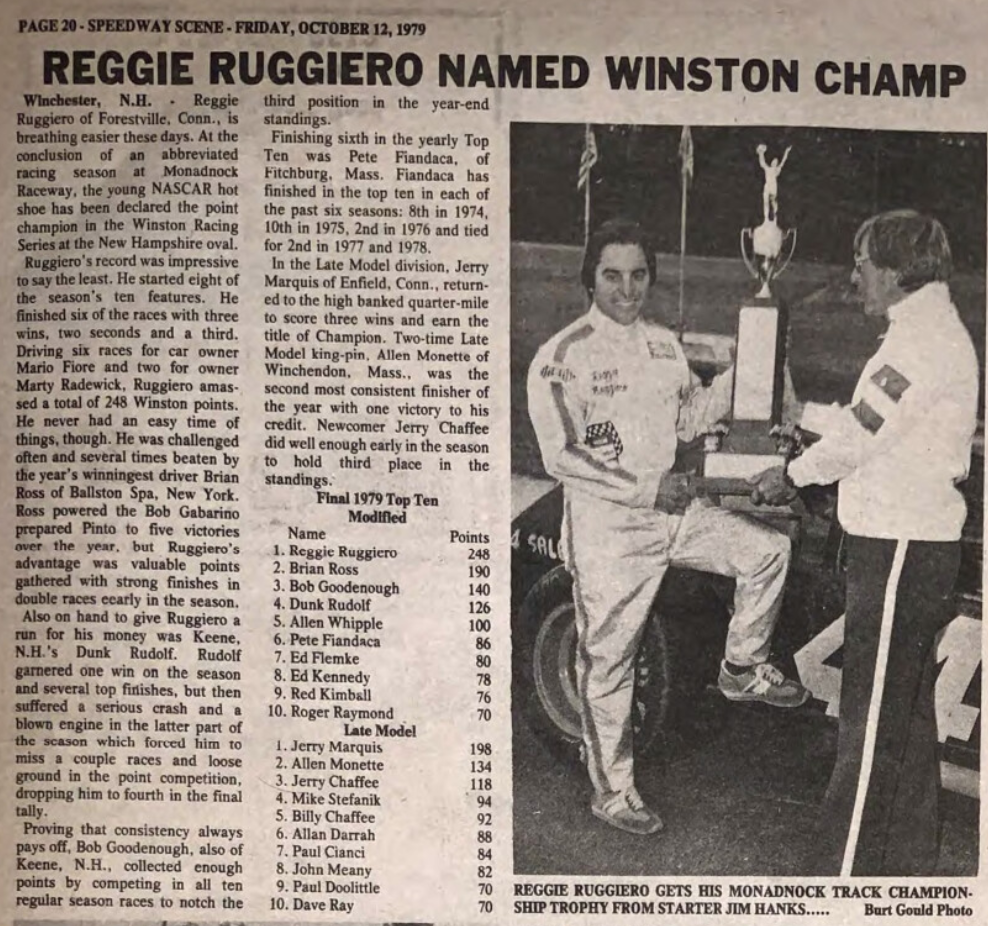 PAGE 20 - SPEEDWAY SCENE - FRIDAY, OCTOBER 12, 1979
REGGIE RUGGIERO NAMED WINSTON CHAMP
Winchester, N.H. - Reggie
Ruggiero of Forestville, Conn., is
breathing easier these days. At the
conclusion of an abbreviated
racing season at Monadnock
Raceway, the young NASCAR hot
shoe has been declared the point
champion in the Winston Racing
Series at the New Hampshire oval.
Ruggiero's record was impressive
to say the least. He started eight of
the season's ten features. He
finished six of the races with three
wins, two seconds and a third.
Driving six races for car owner
Mario Fiore and two for owner
Marty Radewick, Ruggiero amas-
sed a total of 248 Winston points.
He never had an easy time of
things, though. He was challenged
often and several times beaten by
the year's winningest driver Brian
Ross of Ballston Spa, New York.
Ross powered the Bob Gabarino
prepared Pinto to five victories
over the year, but Ruggiero's
advantage was valuable points
gathered with strong finishes in
double races eearly in the season.
Also on hand to give Ruggiero a
run for his money was Keene,
N.H.'s Dunk Rudolf. Rudolf
garnered one win on the season
and several top finishes, but then
suffered a serious crash and a
blown engine in the latter part of
the season which forced him to
miss a couple races and loose
ground in the point competition,
dropping him to fourth in the final
tally.
Proving that consistency always
pays off, Bob Goodenough, also of
Keene, N.H., collected enough
points by competing in all ten
regular season races to notch the
third position in the year-end
standings.
Finishing sixth in the yearly Top
Ten was Pete Fiandaca, of
Fitchburg, Mass. Fiandaca has
finished in the top ten in each of
the past six seasons: 8th in 1974,
10th in 1975, 2nd in 1976 and tied
for 2nd in 1977 and 1978.
In the Late Model division, Jerry
Marquis of Enfield, Conn., return-
ed to the high banked quarter-mile
to score three wins and earn the
title of Champion. Two-time Late
Model king-pin, Allen Monette of
Winchendon, Mass., was the
second most consistent finisher of
the year with one victory to his
credit. Newcomer Jerry Chaffee
did well enough early in the season
to hold third place in the
standings.
Final 1979 Top Ten
Modified
Name Points
1. Reggie Ruggiero 248
2. Brian Ross 190
3. Bob Goodenough 140
4. Dunk Rudolf 126
5. Allen Whipple 100
6. Pete Fiandaca 86
7. Ed Flemke 80
8. Ed Kennedy 78
9. Red Kimball 76
10. Roger Raymond 70
Late Model
1. Jerry Marquis 198
2. Allen Monette 134
3. Jerry Chaffee 118
4. Mike Stefanik 94
5. Billy Chaffee 92
6. Allan Darrah 88
7. Paul Cianci 84
8. John Meany 82
9. Paul Doolittle 70
10. Dave Ray 70
Reggie
Ruggiero
4 SALE
REGGIE RUGGIERO GETS HIS MONADNOCK TRACK CHAMPION-
SHIP TROPHY FROM STARTER JIM HANKS..... Burt Gould Photo